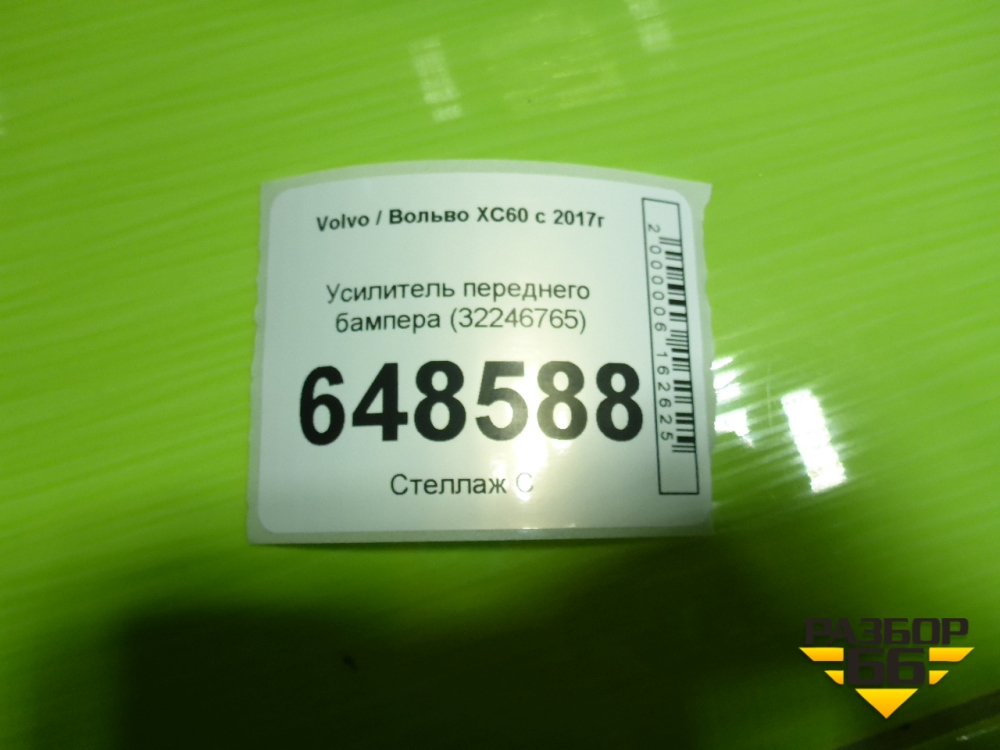 Volvo / Вольво XC60 с 2017г
Усилитель переднего
бампера (32246765)
648588
Стеллаж С
2000006162625
РАЗБОР
66